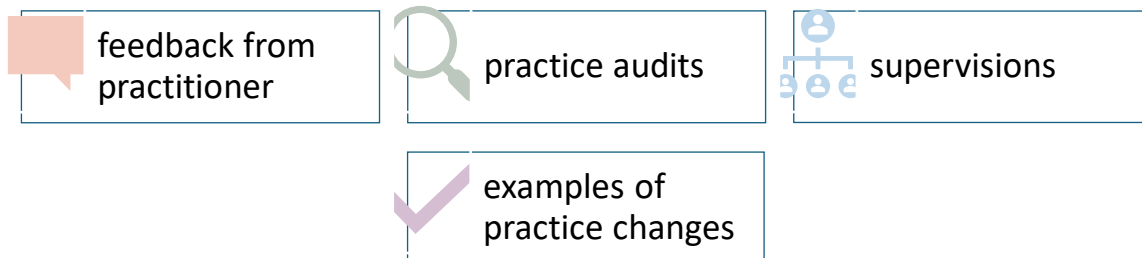 feedback from
practitioner
practice audits
supervisions
examples of
practice changes